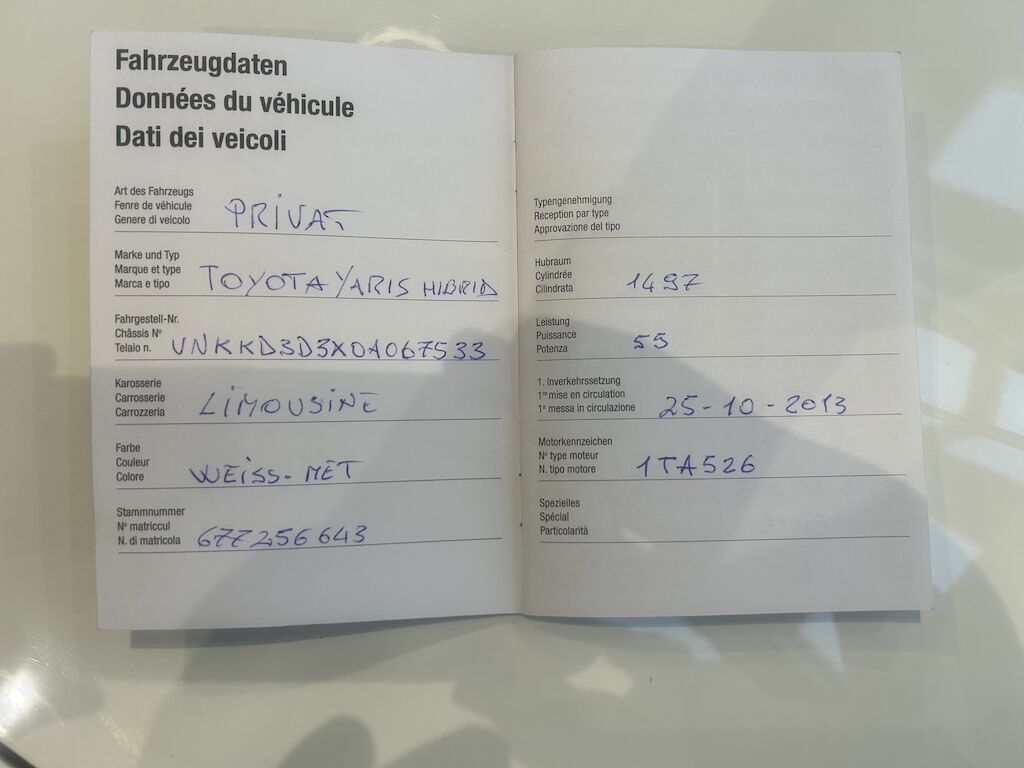 Fahrzeugdaten
Données du véhicule
Dati dei veicoli
Art des Fahrzeugs
Fenre de véhicule
Genere di veicolo
PRIVAT
Marke und Typ
Marque et type
Marca e tipo
TOYOTA YARIS HIBRID
Fahrgestell-Nr.
Châssis Nº
Telaio n.
VNKKD3D3X0A067533
Karosserie
Carrosserie
Carrozzeria
LIMOUSINE
Farbe
Couleur
Colore
WEISS-MET
Stammnummer
Nº matriccul
N. di matricola
677256643
Typengenehmigung
Reception par type
Approvazione del tipo
Hubraum
Cylindrée
Cilindrata
1497
Leistung
Puissance
Potenza
55
1. Inverkehrssetzung
1re mise en circulation
1a messa in circulazione
25-10-2013
Motorkennzeichen
Nº type moteur
N. tipo motore
1TA526
Spezielles
Spécial
Particolarità